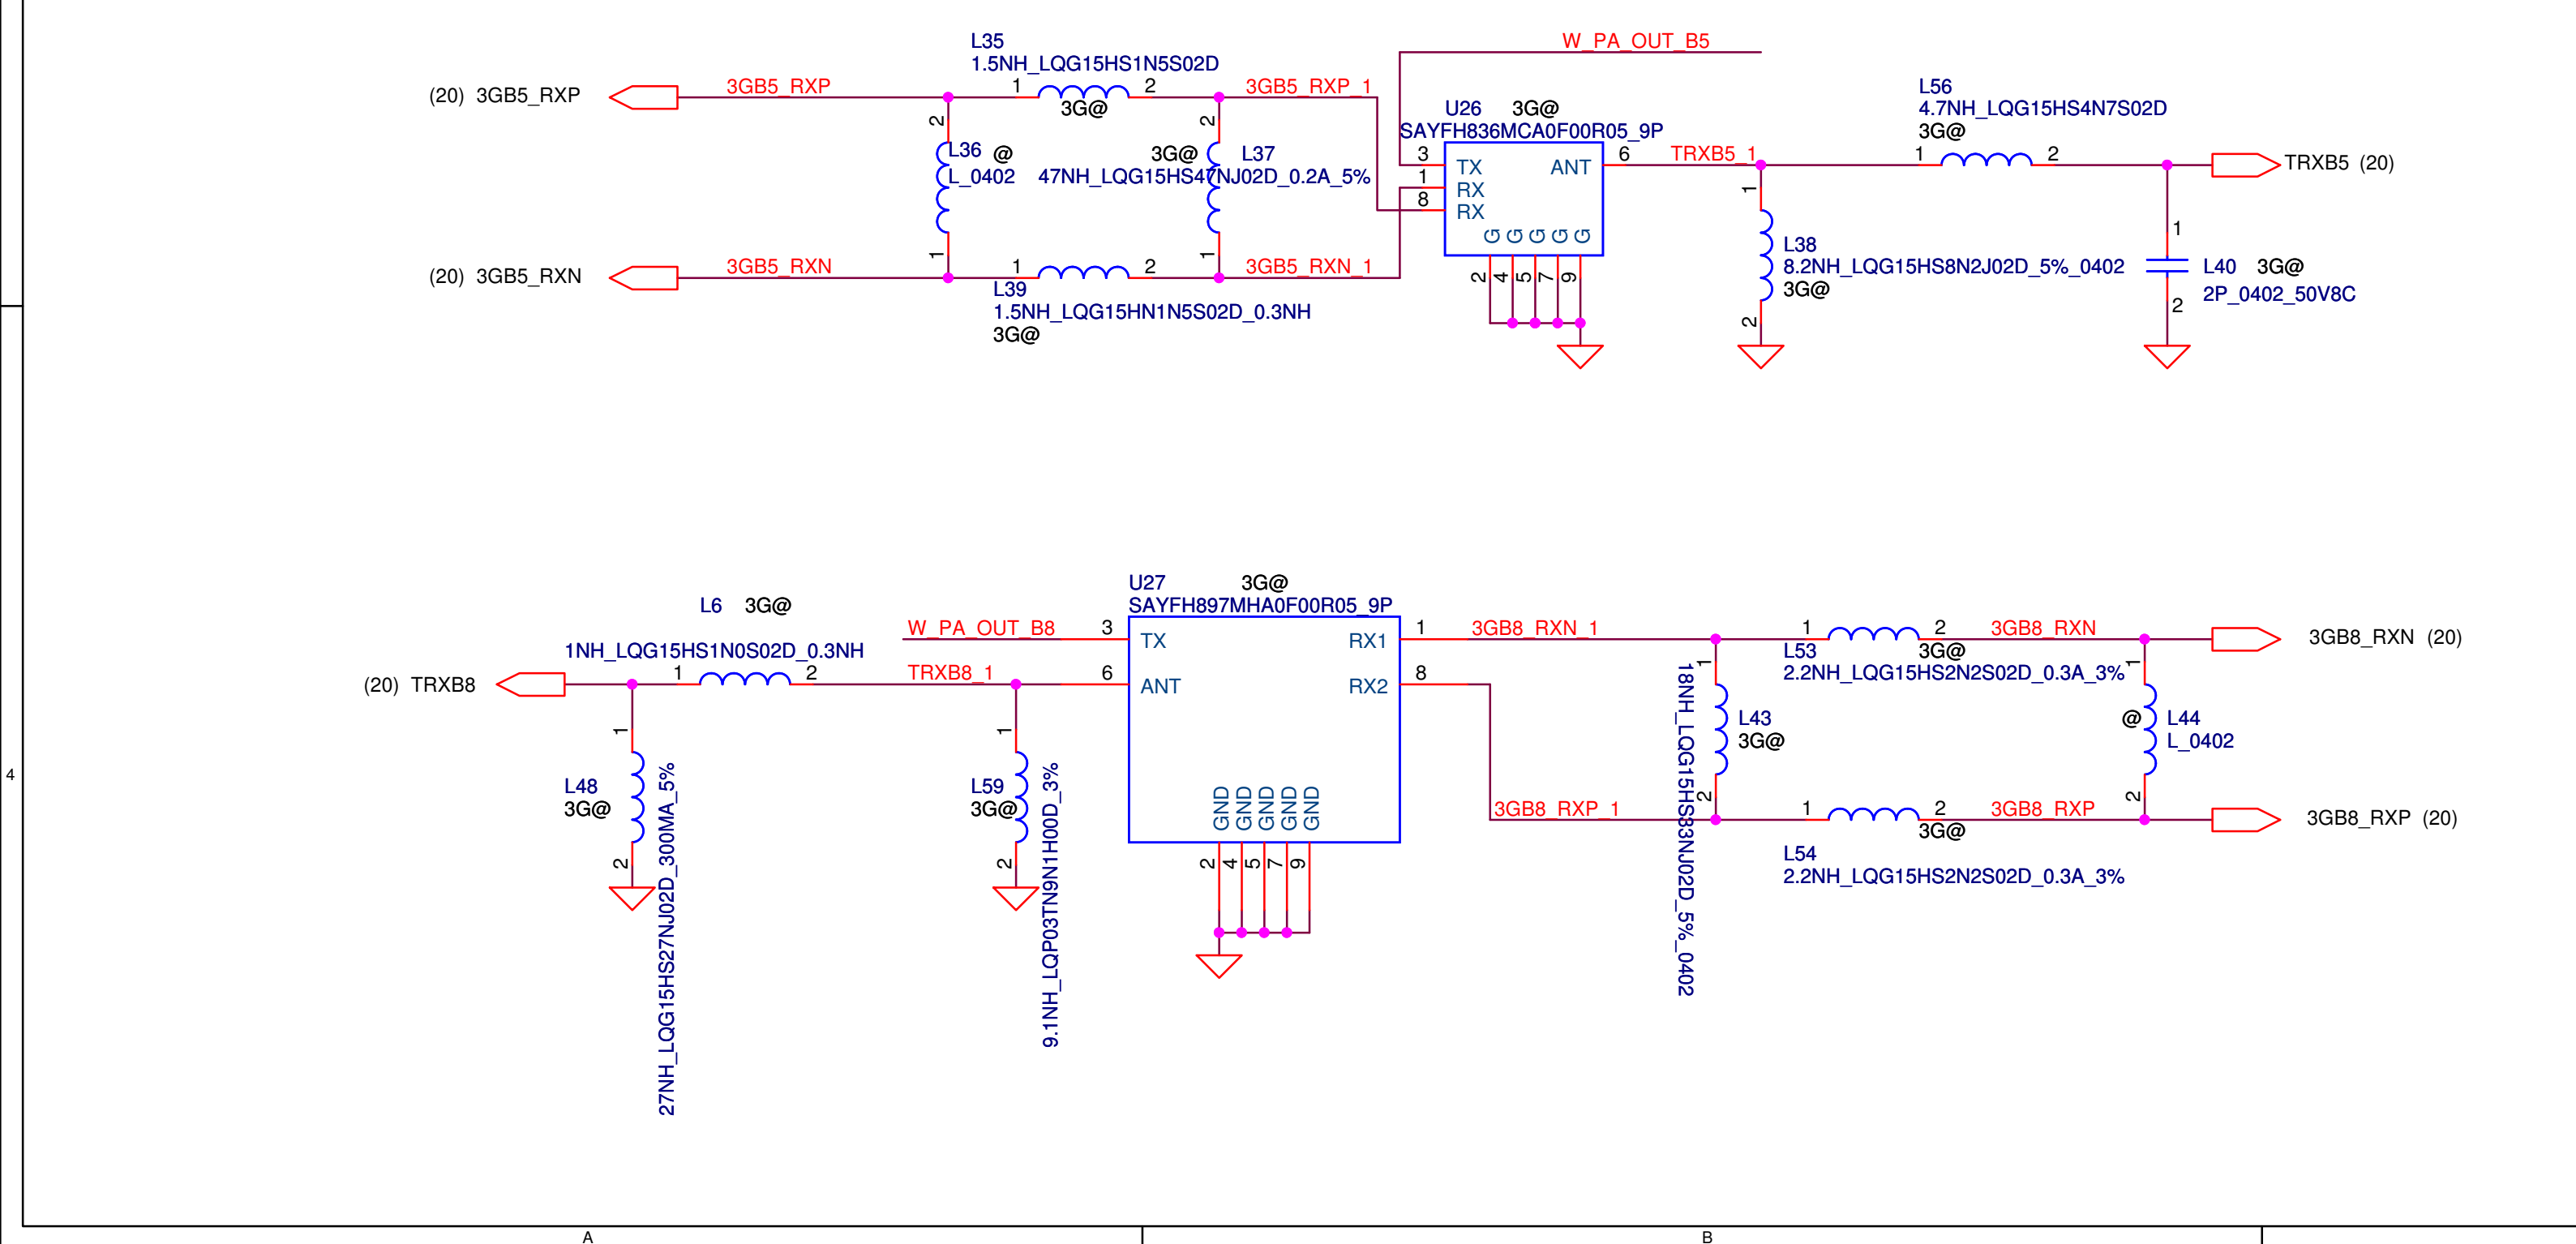 W_PA_OUT_B5
L35
1.5NH_LQG15HS1N5S02D
(20) 3GB5_RXP
3GB5_RXP
1
2
3GB5_RXP_1
3G@
L56
4.7NH_LQG15HS4N7S02D
3G@
U26 3G@
SAYFH836MCA0F00R05_9P
2
2
L36 @
L_0402
3G@ L37
47NH_LQG15HS47NJ02D_0.2A_5%
3
TX
ANT
6
TRXB5_1
1
2
TRXB5 (20)
1
RX
8
RX
G G G G G
1
1
2 4 5 7 9
(20) 3GB5_RXN
3GB5_RXN
1
2
3GB5_RXN_1
L39
1.5NH_LQG15HN1N5S02D_0.3NH
3G@
1
L38
8.2NH_LQG15HS8N2J02D_5%_0402
3G@
2
1
L40 3G@
2P_0402_50V8C
2
L6 3G@
1NH_LQG15HS1N0S02D_0.3NH
U27 3G@
SAYFH897MHA0F00R05_9P
W_PA_OUT_B8
3
TX
RX1
1
3GB8_RXN_1
1
2
3GB8_RXN
3GB8_RXN (20)
3G@
L53
2.2NH_LQG15HS2N2S02D_0.3A_3%
(20) TRXB8
1
2
TRXB8_1
6
ANT
RX2
8
1
L48
3G@
2
27NH_LQG15HS27NJ02D_300MA_5%
1
L59
3G@
2
9.1NH_LQP03TN9N1H00D_3%
GND GND GND GND GND
2 4 5 7 9
18NH_LQG15HS33NJ02D_5%_0402
1
L43
3G@
2
1
@ L44
L_0402
2
3GB8_RXP_1
1
2
3GB8_RXP
3GB8_RXP (20)
3G@
L54
2.2NH_LQG15HS2N2S02D_0.3A_3%
4
A
B